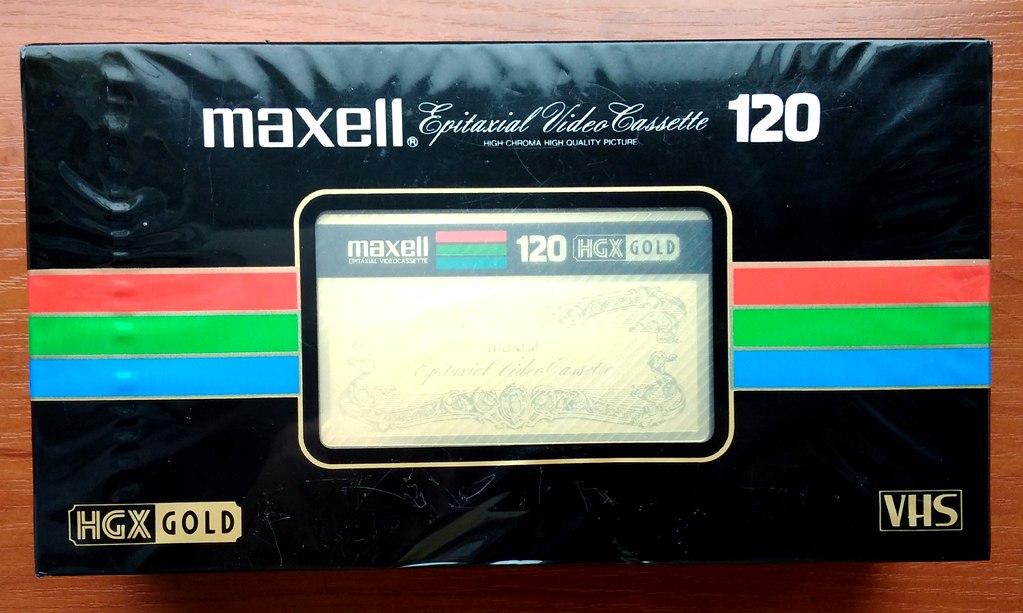 maxell® Epitaxial Video Cassette 120
HIGH CHROMA HIGH QUALITY PICTURE
maxell 120 HGX GOLD
EPITAXIAL VIDEOCASSETTE
maxell
Epitaxial Video Cassette
HGX GOLD
VHS